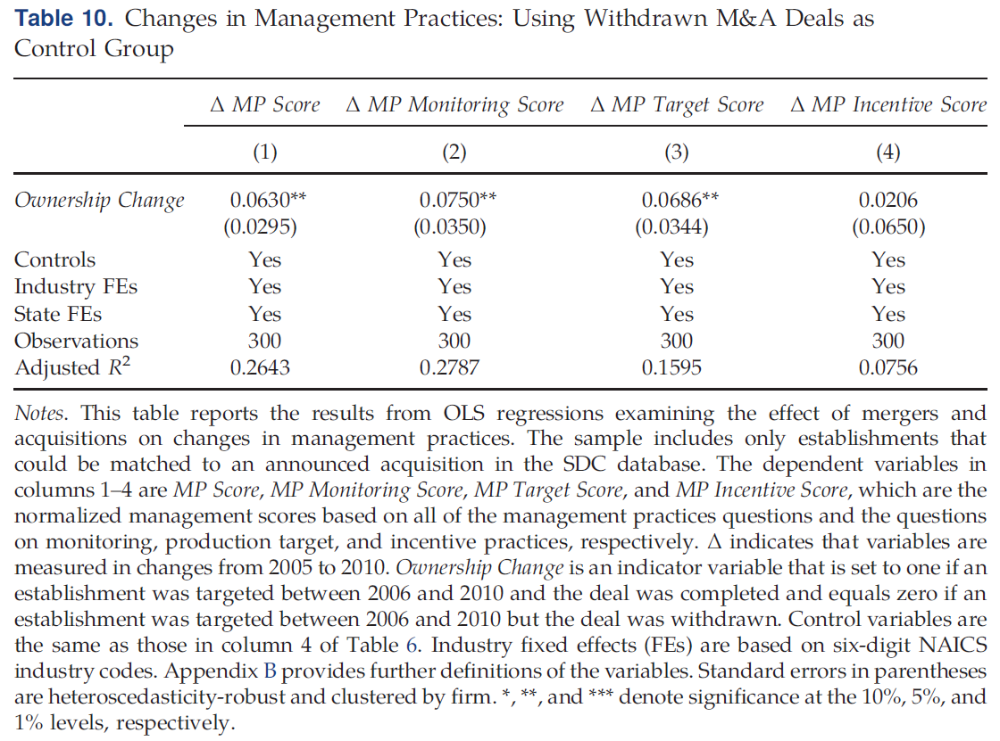 Table 10. Changes in Management Practices: Using Withdrawn M&A Deals as
Control Group
Δ MP Score Δ MP Monitoring Score Δ MP Target Score Δ MP Incentive Score
(1) (2) (3) (4)
Ownership Change 0.0630** 0.0750** 0.0686** 0.0206
(0.0295) (0.0350) (0.0344) (0.0650)
Controls Yes Yes Yes Yes
Industry FEs Yes Yes Yes Yes
State FEs Yes Yes Yes Yes
Observations 300 300 300 300
Adjusted R² 0.2643 0.2787 0.1595 0.0756
Notes. This table reports the results from OLS regressions examining the effect of mergers and
acquisitions on changes in management practices. The sample includes only establishments that
could be matched to an announced acquisition in the SDC database. The dependent variables in
columns 1–4 are MP Score, MP Monitoring Score, MP Target Score, and MP Incentive Score, which are the
normalized management scores based on all of the management practices questions and the questions
on monitoring, production target, and incentive practices, respectively. Δ indicates that variables are
measured in changes from 2005 to 2010. Ownership Change is an indicator variable that is set to one if an
establishment was targeted between 2006 and 2010 and the deal was completed and equals zero if an
establishment was targeted between 2006 and 2010 but the deal was withdrawn. Control variables are
the same as those in column 4 of Table 6. Industry fixed effects (FEs) are based on six-digit NAICS
industry codes. Appendix B provides further definitions of the variables. Standard errors in parentheses
are heteroscedasticity-robust and clustered by firm. *, **, and *** denote significance at the 10%, 5%, and
1% levels, respectively.